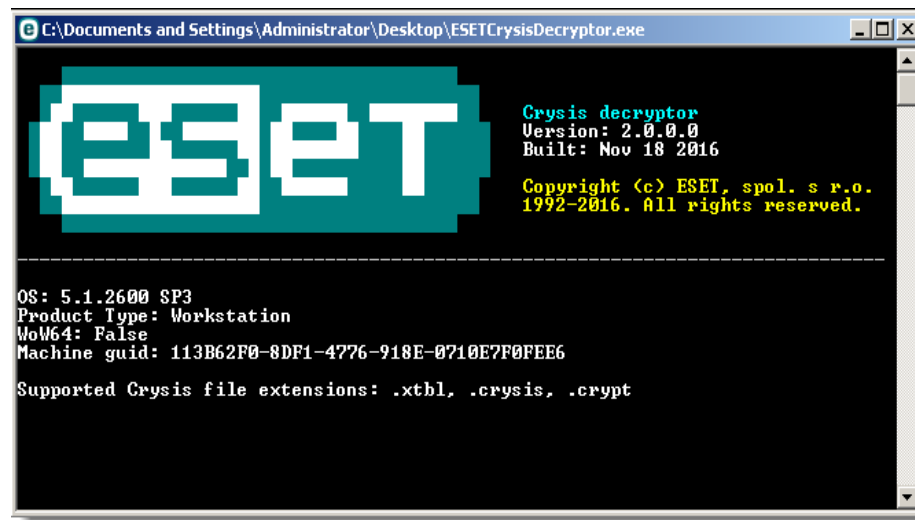 C:\Documents and Settings\Administrator\Desktop\ESETCrysisDecryptor.exe
eset
Crysis decryptor
Version: 2.0.0.0
Built: Nov 18 2016
Copyright (c) ESET, spol. s r.o.
1992-2016. All rights reserved.
OS: 5.1.2600 SP3
Product Type: Workstation
WoW64: False
Machine guid: 113B62F0-8DF1-4776-918E-0710E7F0FEE6
Supported Crysis file extensions: .xtbl, .crysis, .crypt